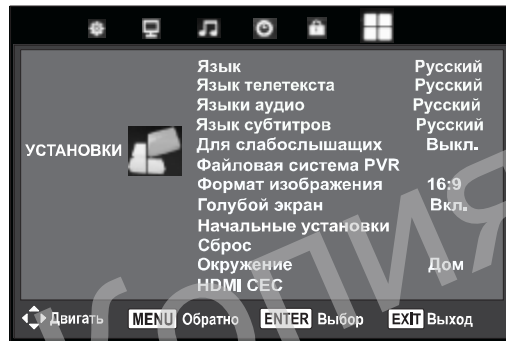 Язык Русский
Язык телетекста Русский
Языки аудио Русский
Язык субтитров Русский
УСТАНОВКИ Для слабослышащих Выкл.
Файловая система PVR
Формат изображения 16:9
Голубой экран Вкл.
Начальные установки
Сброс
Окружение Дом
HDMI CEC
Двигать MENU Обратно ENTER Выбор EXIT Выход
Копия